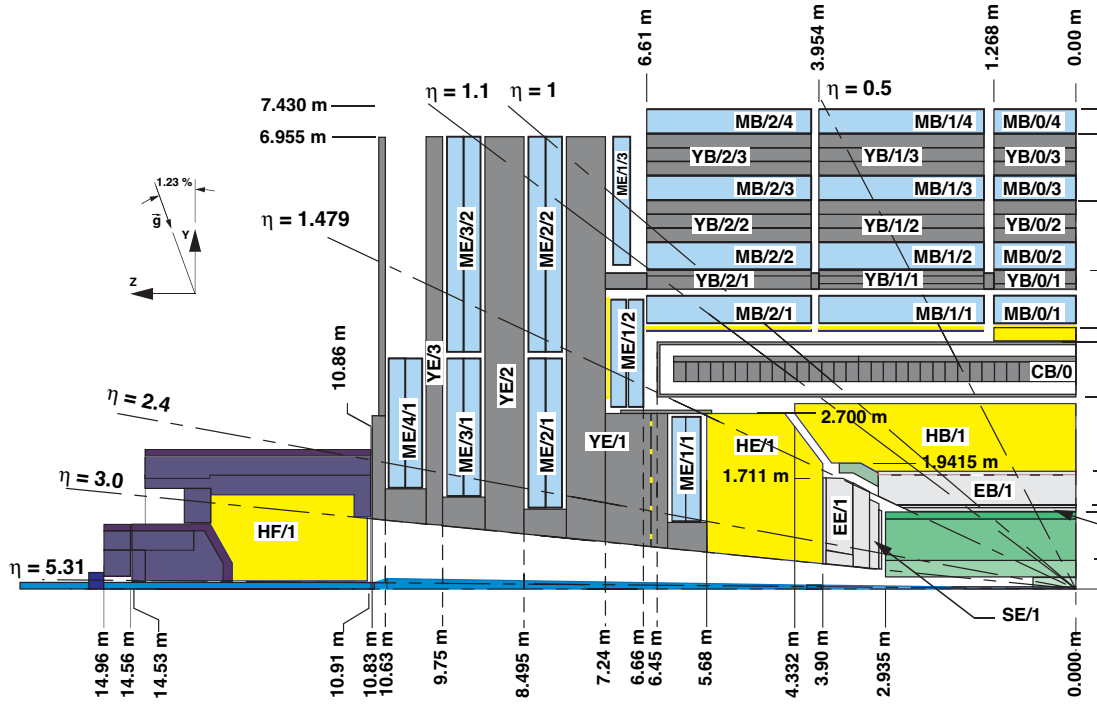 6.61 m
3.954 m
1.268 m
0.00 m
η = 1.1
η = 1
η = 0.5
7.430 m
6.955 m
MB/2/4
MB/1/4
MB/0/4
ME/1/3
YB/2/3
YB/1/3
YB/0/3
1.23 %
g
Y
Z
MB/2/3
MB/1/3
MB/0/3
η = 1.479
ME/3/2
ME/2/2
YB/2/2
YB/1/2
YB/0/2
MB/2/2
MB/1/2
MB/0/2
YB/2/1
YB/1/1
YB/0/1
MB/2/1
MB/1/1
MB/0/1
10.86 m
YE/3
YE/2
ME/1/2
CB/0
η = 2.4
ME/4/1
ME/3/1
ME/2/1
YE/1
ME/1/1
HE/1
2.700 m
HB/1
1.9415 m
1.711 m
η = 3.0
EB/1
EE/1
HF/1
η = 5.31
SE/1
14.96 m
14.56 m
14.53 m
10.91 m
10.83 m
10.63 m
9.75 m
8.495 m
7.24 m
6.66 m
6.45 m
5.68 m
4.332 m
3.90 m
2.935 m
0.000 m